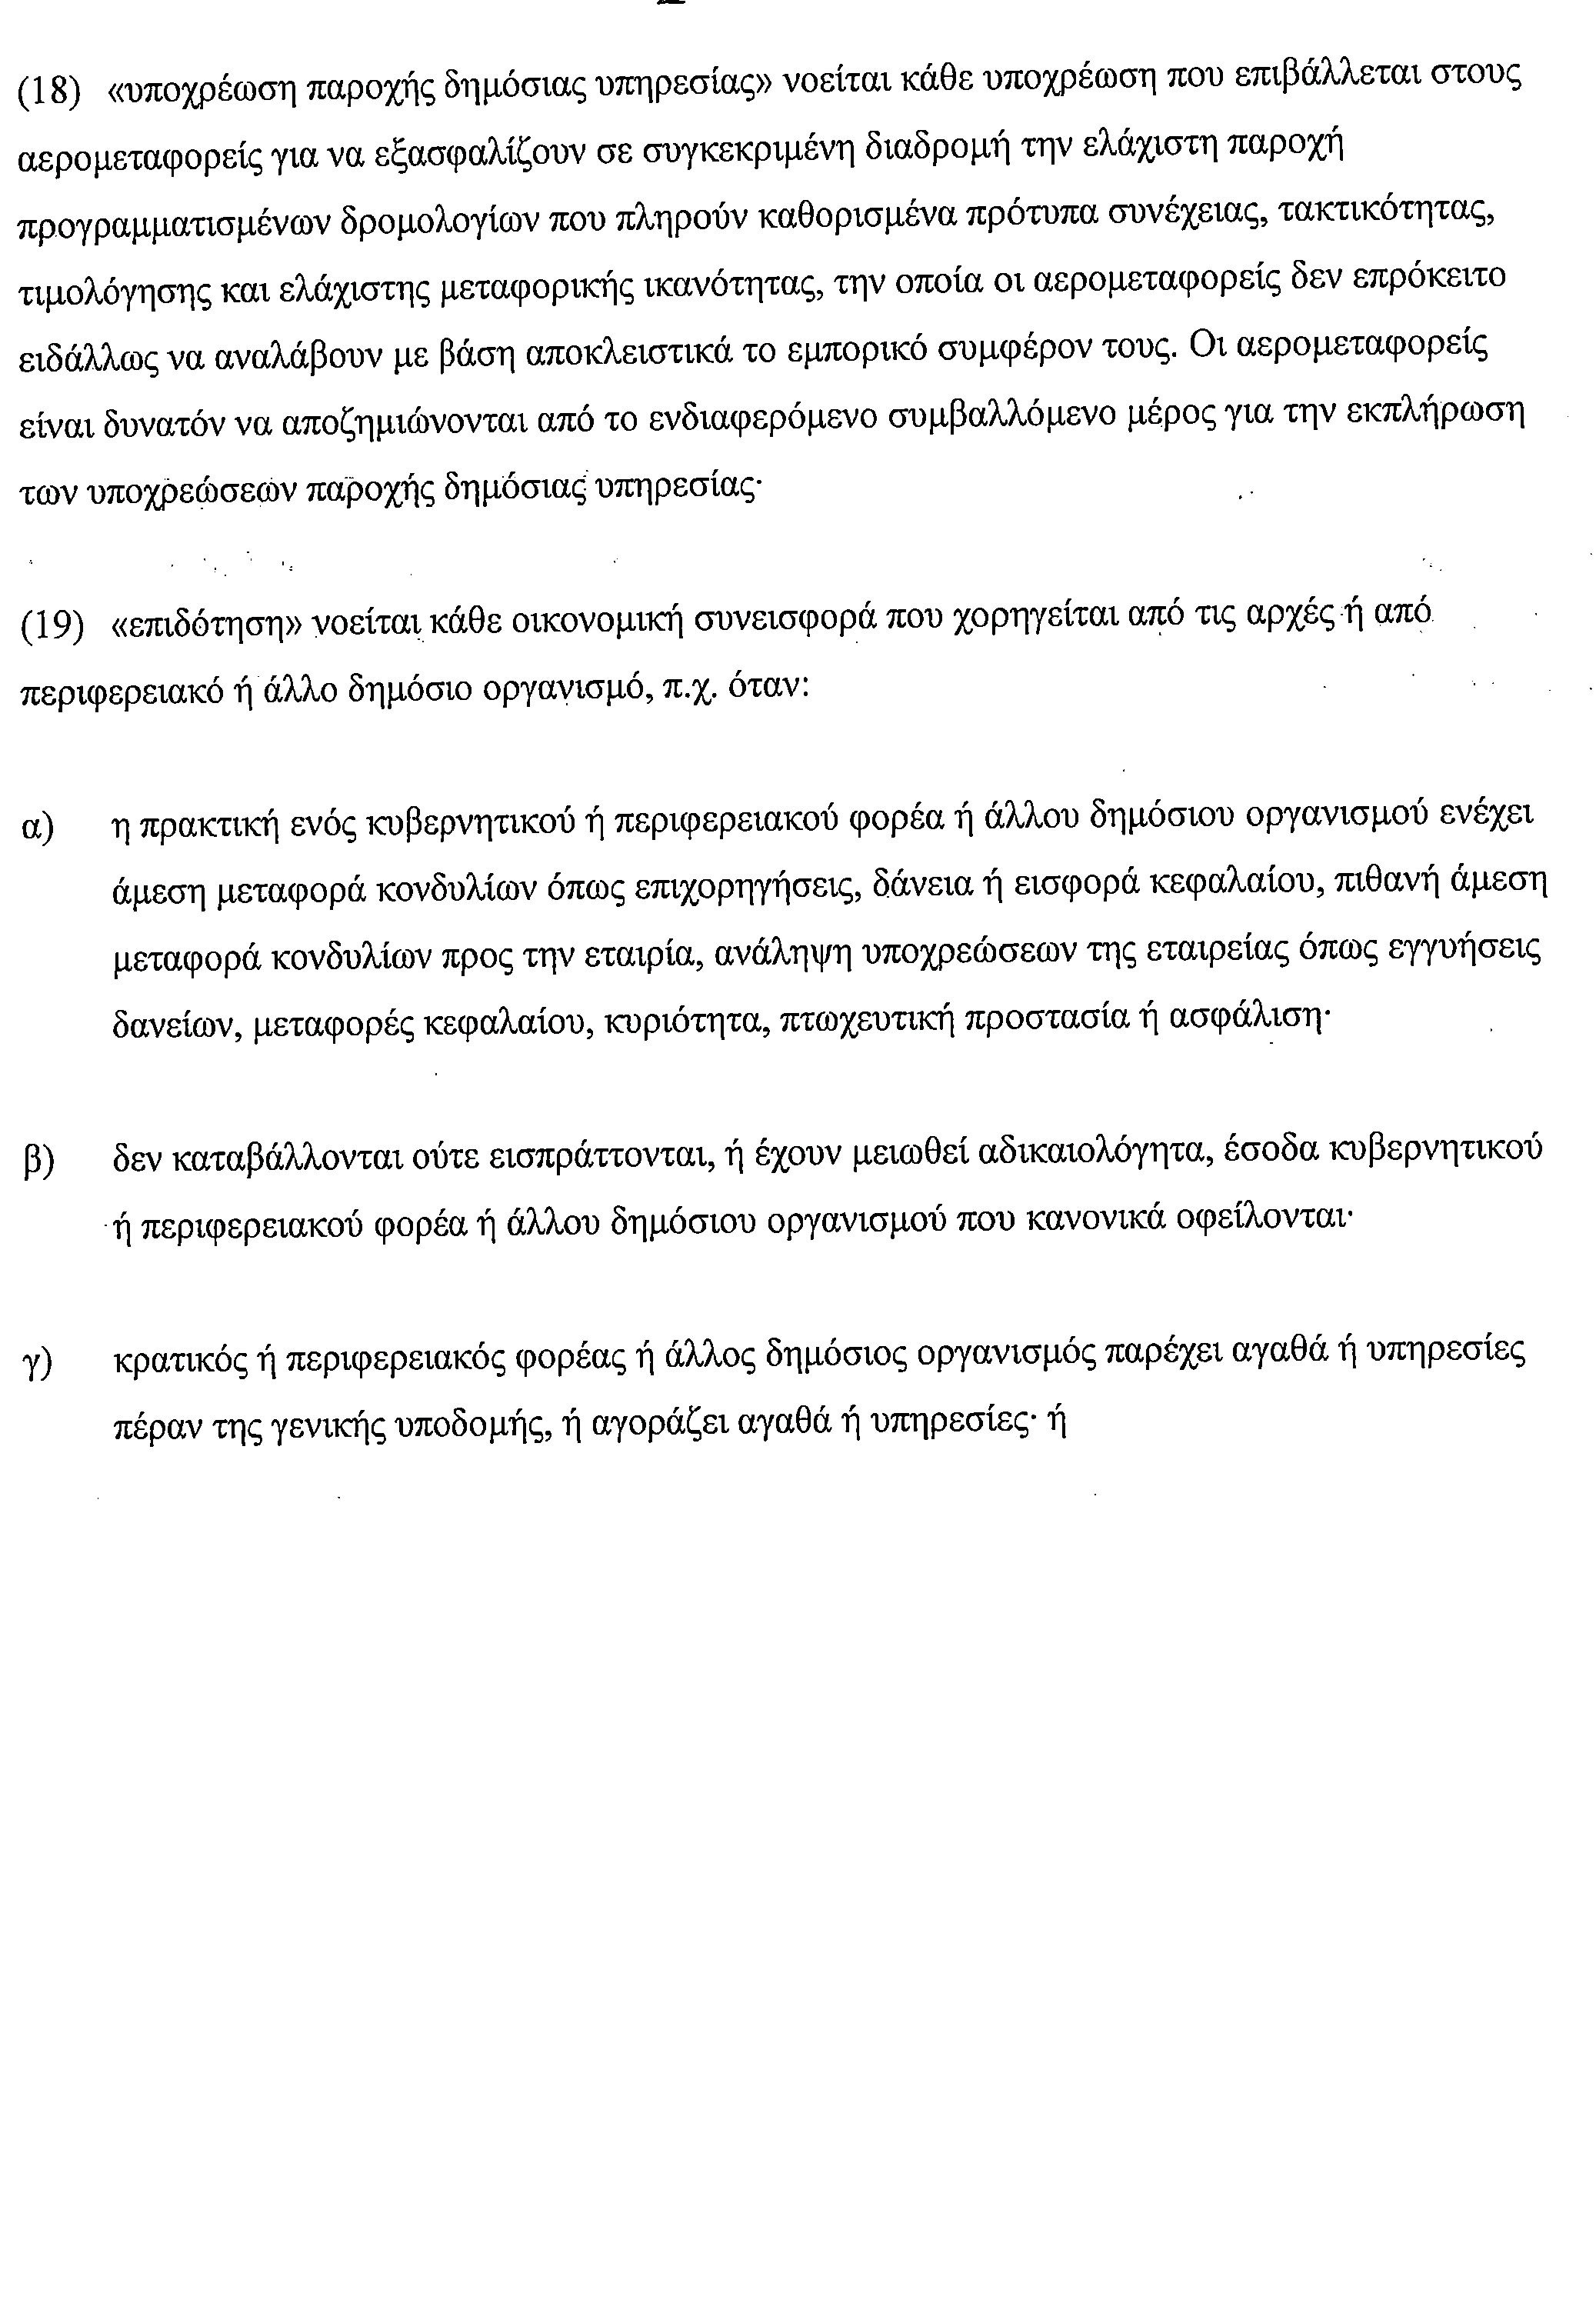 (18) «υποχρέωση παροχής δημόσιας υπηρεσίας» νοείται κάθε υποχρέωση που επιβάλλεται στους
αερομεταφορείς για να εξασφαλίζουν σε συγκεκριμένη διαδρομή την ελάχιστη παροχή
προγραμματισμένων δρομολογίων που πληρούν καθορισμένα πρότυπα συνέχειας, τακτικότητας,
τιμολόγησης και ελάχιστης μεταφορικής ικανότητας, την οποία οι αερομεταφορείς δεν επρόκειτο
ειδάλλως να αναλάβουν με βάση αποκλειστικά το εμπορικό συμφέρον τους. Οι αερομεταφορείς
είναι δυνατόν να αποζημιώνονται από το ενδιαφερόμενο συμβαλλόμενο μέρος για την εκπλήρωση
των υποχρεώσεων παροχής δημόσιας υπηρεσίας·
(19) «επιδότηση» νοείται κάθε οικονομική συνεισφορά που χορηγείται από τις αρχές ή από
περιφερειακό ή άλλο δημόσιο οργανισμό, π.χ. όταν:
α) η πρακτική ενός κυβερνητικού ή περιφερειακού φορέα ή άλλου δημόσιου οργανισμού ενέχει
άμεση μεταφορά κονδυλίων όπως επιχορηγήσεις, δάνεια ή εισφορά κεφαλαίου, πιθανή άμεση
μεταφορά κονδυλίων προς την εταιρία, ανάληψη υποχρεώσεων της εταιρείας όπως εγγυήσεις
δανείων, μεταφορές κεφαλαίου, κυριότητα, πτωχευτική προστασία ή ασφάλιση·
β) δεν καταβάλλονται ούτε εισπράττονται, ή έχουν μειωθεί αδικαιολόγητα, έσοδα κυβερνητικού
ή περιφερειακού φορέα ή άλλου δημόσιου οργανισμού που κανονικά οφείλονται·
γ) κρατικός ή περιφερειακός φορέας ή άλλος δημόσιος οργανισμός παρέχει αγαθά ή υπηρεσίες
πέραν της γενικής υποδομής, ή αγοράζει αγαθά ή υπηρεσίες· ή